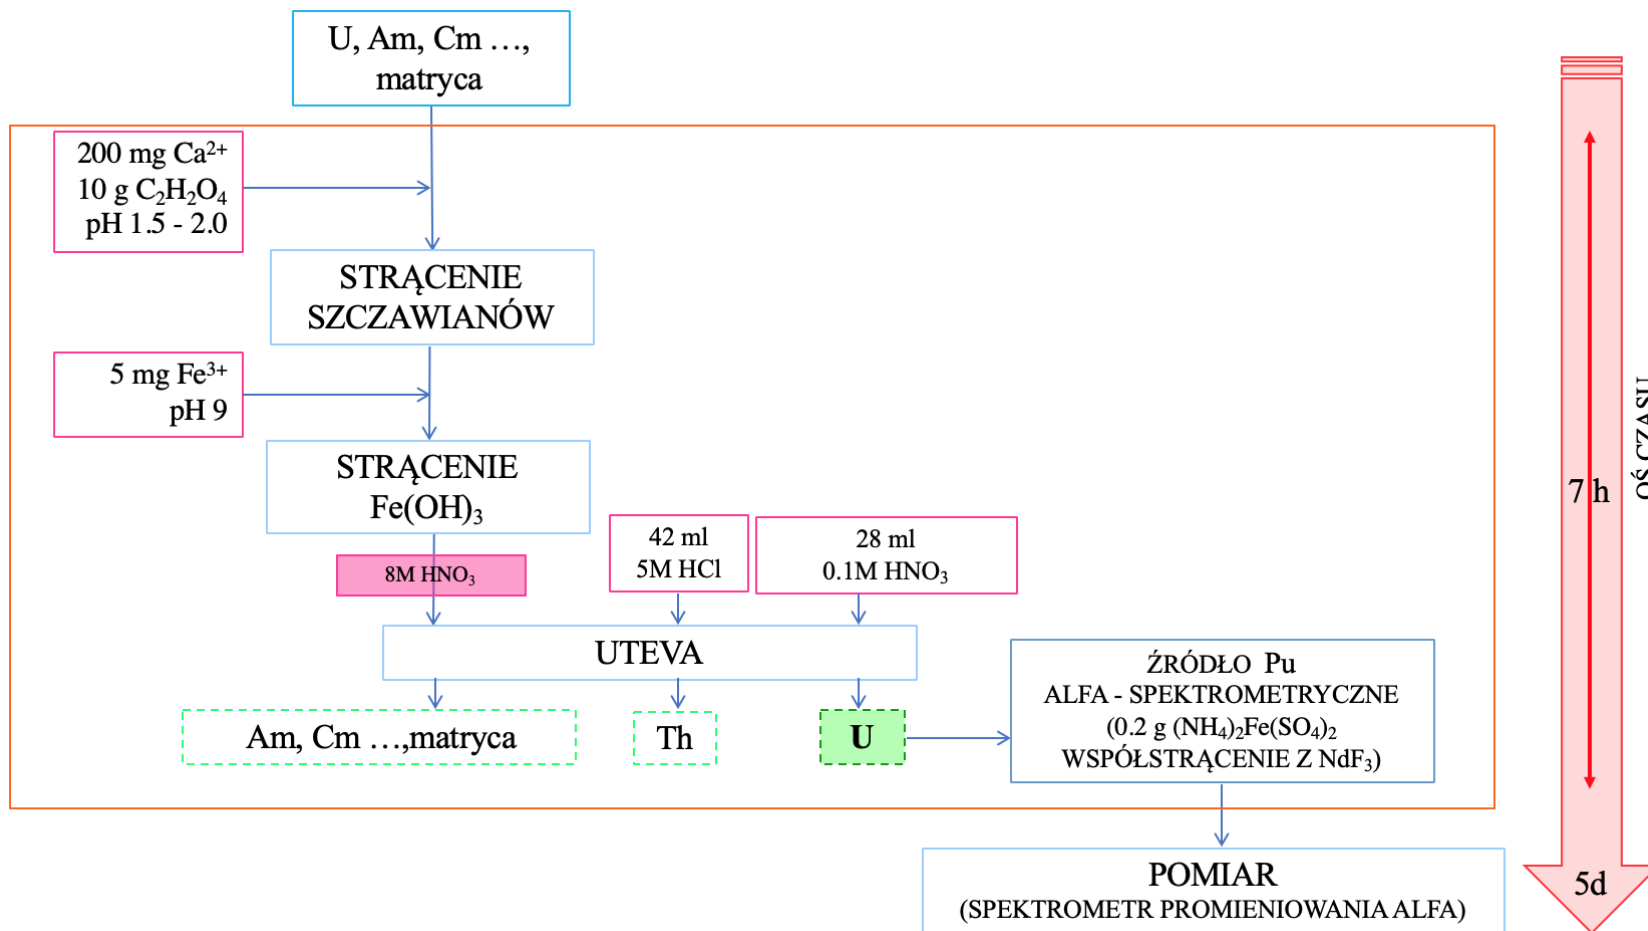 U, Am, Cm …,
matryca
200 mg Ca²⁺
10 g C₂H₂O₄
pH 1.5 - 2.0
STRĄCENIE
SZCZAWIANÓW
5 mg Fe³⁺
pH 9
STRĄCENIE
Fe(OH)₃
8M HNO₃
42 ml
5M HCl
28 ml
0.1M HNO₃
UTEVA
Am, Cm …,matryca
Th
U
ŹRÓDŁO Pu
ALFA - SPEKTROMETRYCZNE
(0.2 g (NH₄)₂Fe(SO₄)₂
WSPÓŁSTRĄCENIE Z NdF₃)
POMIAR
(SPEKTROMETR PROMIENIOWANIA ALFA)
7 h
OŚ CZASU
5d